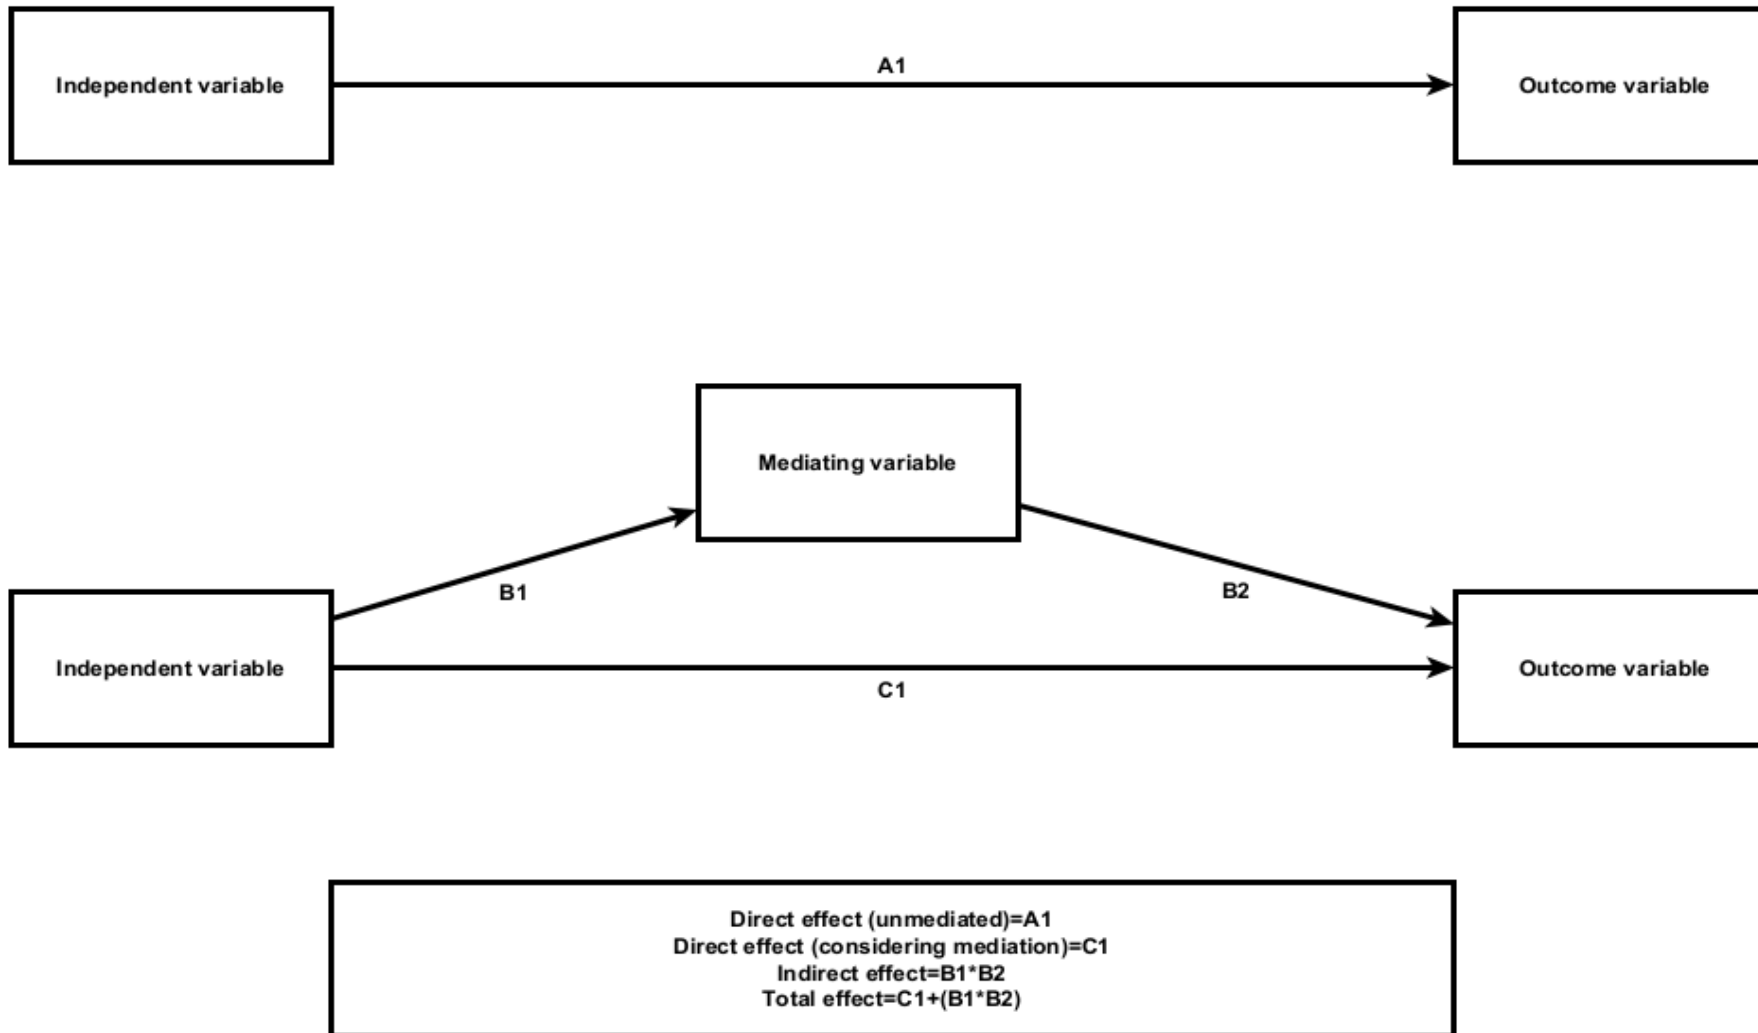 Independent variable
A1
Outcome variable
Mediating variable
B1
B2
Independent variable
C1
Outcome variable
Direct effect (unmediated)=A1
Direct effect (considering mediation)=C1
Indirect effect=B1*B2
Total effect=C1+(B1*B2)